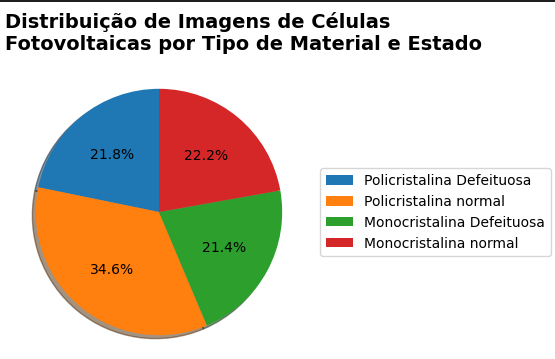 Distribuição de Imagens de Células
Fotovoltaicas por Tipo de Material e Estado
21.8%
22.2%
34.6%
21.4%
Policristalina Defeituosa
Policristalina normal
Monocristalina Defeituosa
Monocristalina normal